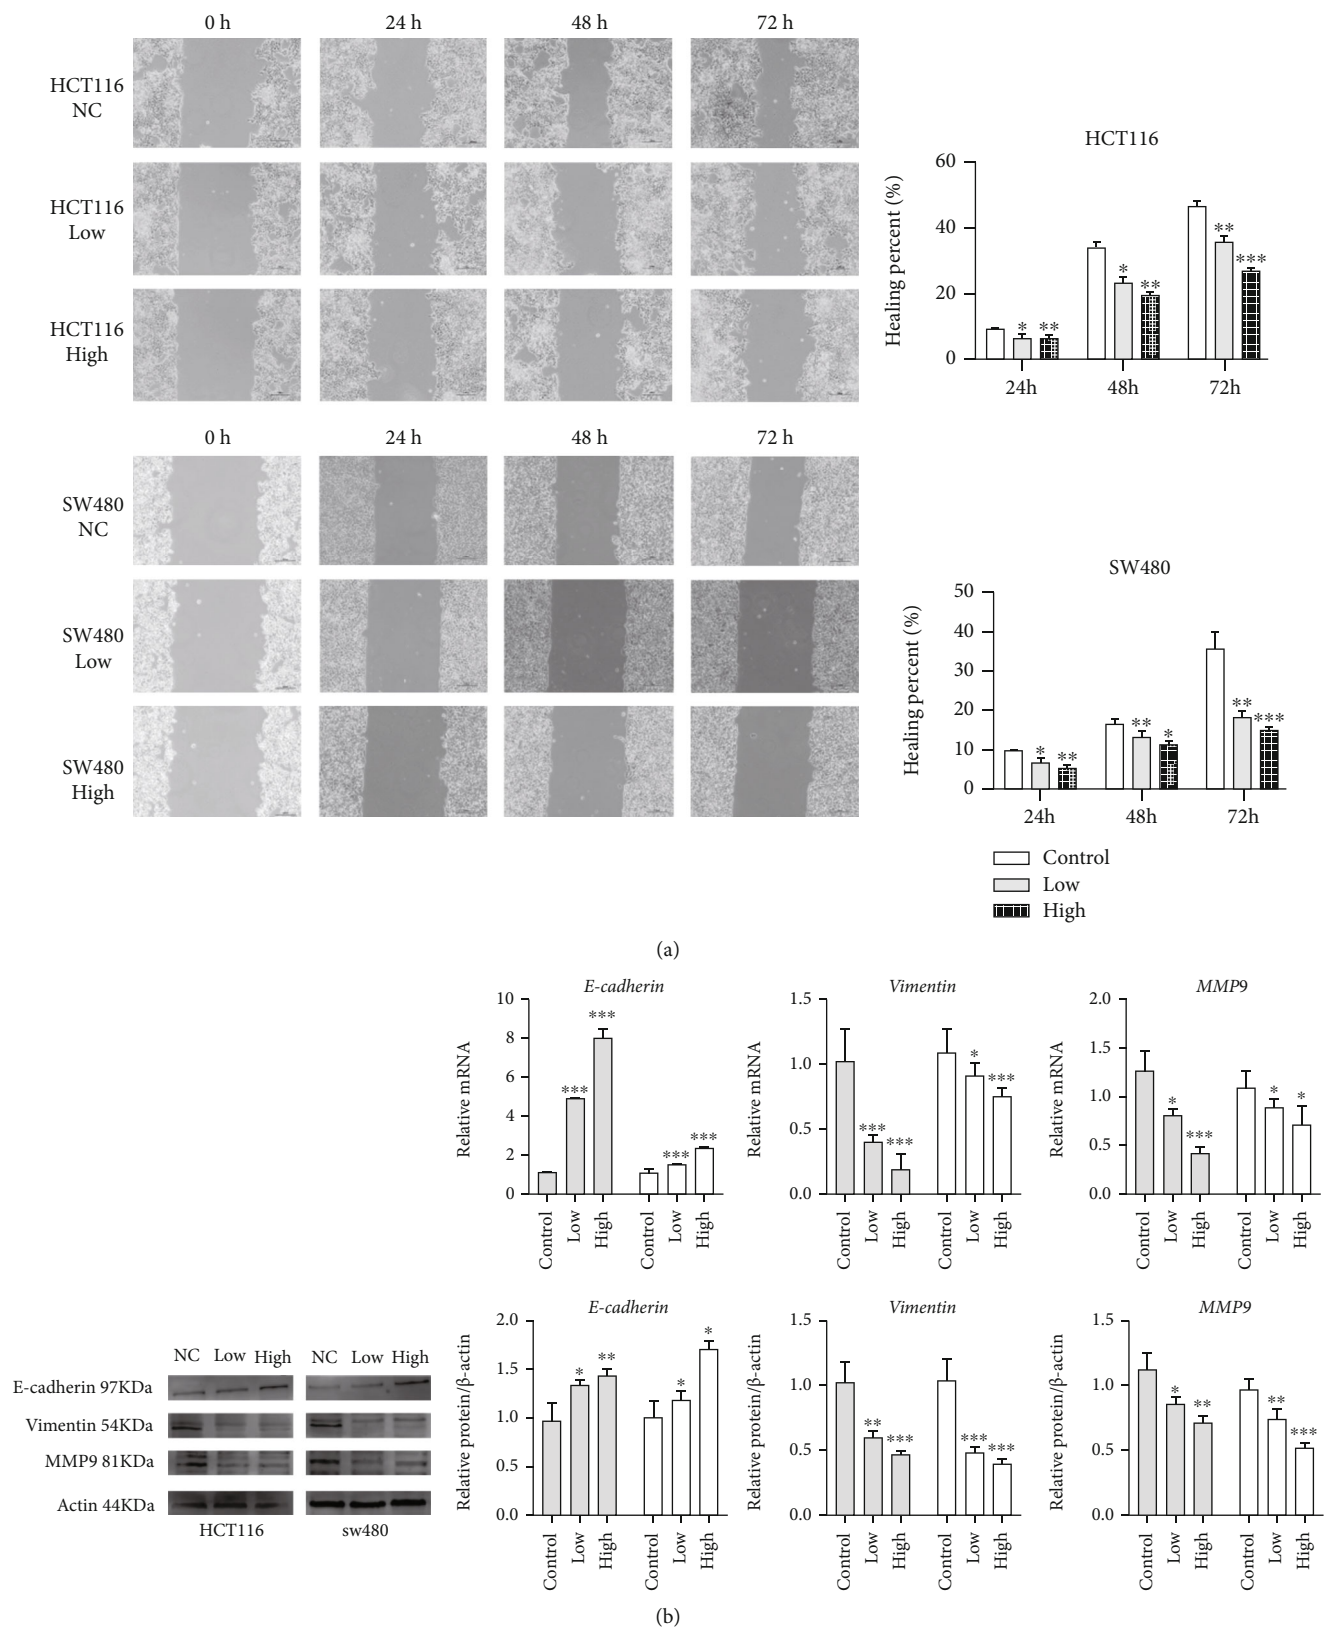 0 h 24 h 48 h 72 h
HCT116
NC
HCT116
Low
HCT116
High
HCT116
Healing percent (%)
60
40
20
0
* ** * ** ** ***
24h 48h 72h
0 h 24 h 48 h 72 h
SW480
NC
SW480
Low
SW480
High
SW480
Healing percent (%)
50
40
30
20
10
0
* ** ** * ** ***
24h 48h 72h
Control
Low
High
(a)
E-cadherin
Relative mRNA
10
8
6
4
2
0
*** *** *** ***
Control Low High Control Low High
Vimentin
Relative mRNA
1.5
1.0
0.5
0.0
*** *** * ***
Control Low High Control Low High
MMP9
Relative mRNA
2.0
1.5
1.0
0.5
0.0
* *** * *
Control Low High Control Low High
NC Low High NC Low High
E-cadherin 97KDa
Vimentin 54KDa
MMP9 81KDa
Actin 44KDa
HCT116 sw480
E-cadherin
Relative protein/β-actin
2.0
1.5
1.0
0.5
0.0
* ** * *
Control Low High Control Low High
Vimentin
Relative protein/β-actin
1.5
1.0
0.5
0.0
** *** *** ***
Control Low High Control Low High
MMP9
Relative protein/β-actin
1.5
1.0
0.5
0.0
* ** ** ***
Control Low High Control Low High
(b)